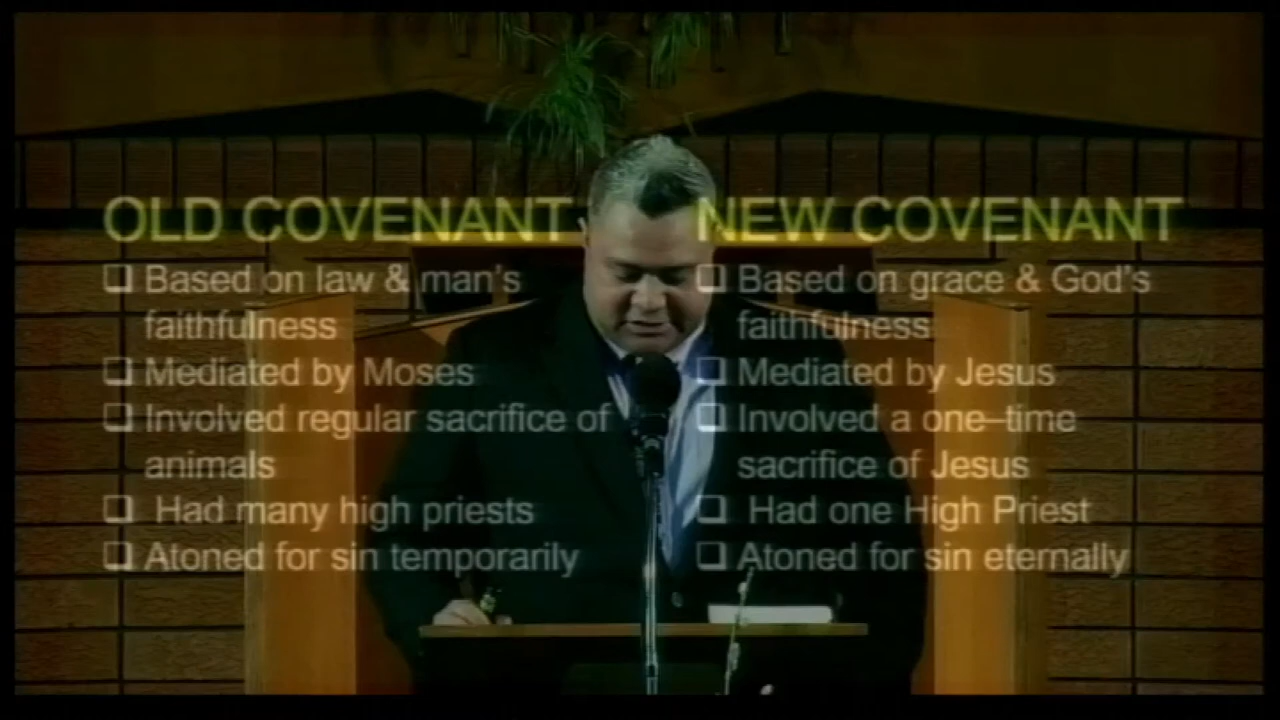 OLD COVENANT
❑ Based on law & man's
faithfulness
❑ Mediated by Moses
❑ Involved regular sacrifice of
animals
❑ Had many high priests
❑ Atoned for sin temporarily
NEW COVENANT
❑ Based on grace & God's
faithfulness
❑ Mediated by Jesus
❑ Involved a one–time
sacrifice of Jesus
❑ Had one High Priest
❑ Atoned for sin eternally